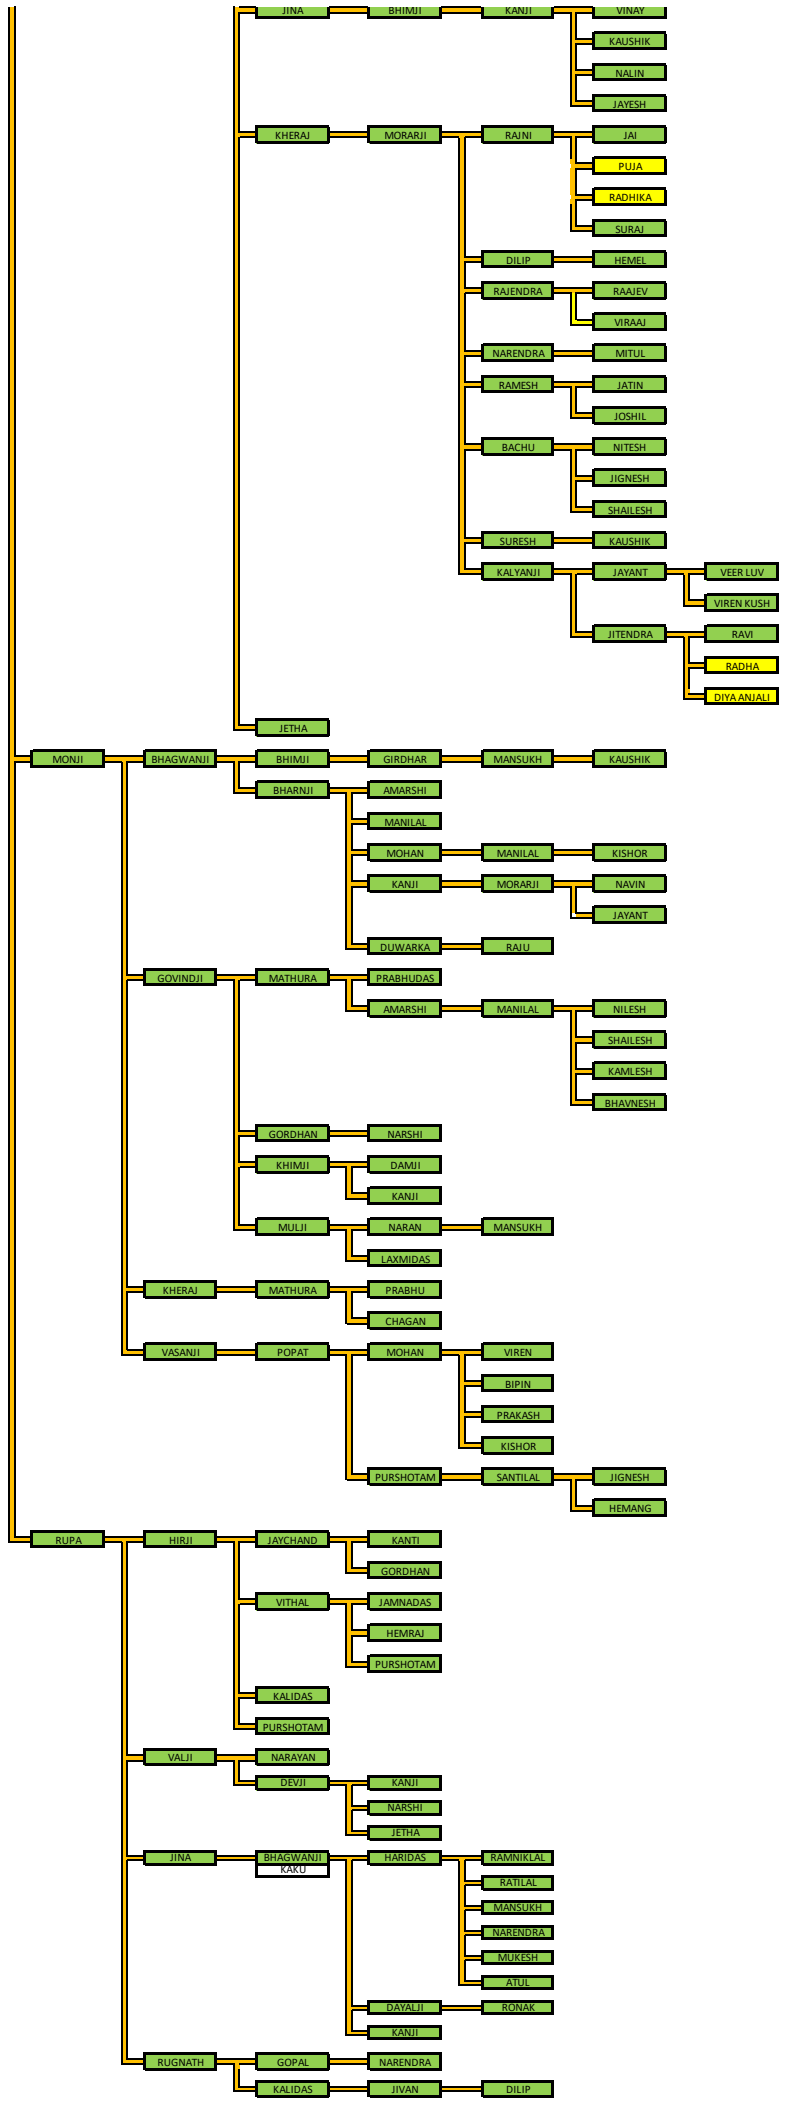 JINA BHIMJI KANJI VINAY
KAUSHIK
NALIN
JAYESH
KHERAJ MORARJI RAJNI JAI
PUJA
RADHIKA
SURAJ
DILIP HEMEL
RAJENDRA RAAJEV
VIRAAJ
NARENDRA MITUL
RAMESH JATIN
JOSHIL
BACHU NITESH
JIGNESH
SHAILESH
SURESH KAUSHIK
KALYANJI JAYANT VEER LUV
VIREN KUSH
JITENDRA RAVI
RADHA
DIYA ANJALI
JETHA
MONJI BHAGWANJI BHIMJI GIRDHAR MANSUKH KAUSHIK
BHARNJI AMARSHI
MANILAL
MOHAN MANILAL KISHOR
KANJI MORARJI NAVIN
JAYANT
DUWARKA RAJU
GOVINDJI MATHURA PRABHUDAS
AMARSHI MANILAL NILESH
SHAILESH
KAMLESH
BHAVNESH
GORDHAN NARSHI
KHIMJI DAMJI
KANJI
MULJI NARAN MANSUKH
LAXMIDAS
KHERAJ MATHURA PRABHU
CHAGAN
VASANJI POPAT MOHAN VIREN
BIPIN
PRAKASH
KISHOR
PURSHOTAM SANTILAL JIGNESH
HEMANG
RUPA HIRJI JAYCHAND KANTI
GORDHAN
VITHAL JAMNADAS
HEMRAJ
PURSHOTAM
KALIDAS
PURSHOTAM
VALJI NARAYAN
DEVJI KANJI
NARSHI
JETHA
JINA BHAGWANJI HARIDAS RAMNIKLAL
KAKU
RATILAL
MANSUKH
NARENDRA
MUKESH
ATUL
DAYALJI RONAK
KANJI
RUGNATH GOPAL NARENDRA
KALIDAS JIVAN DILIP